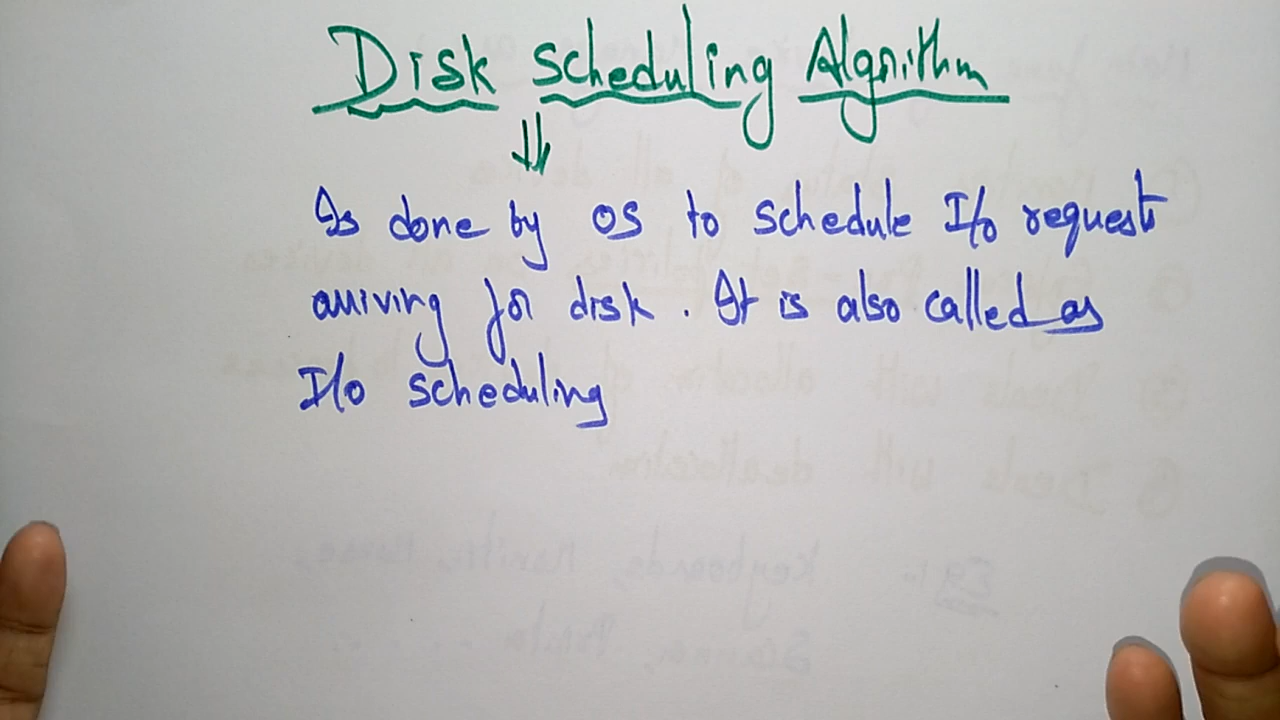 Disk Scheduling Algorithm
Is done by OS to schedule I/O request
arriving for disk. It is also called as
I/O scheduling